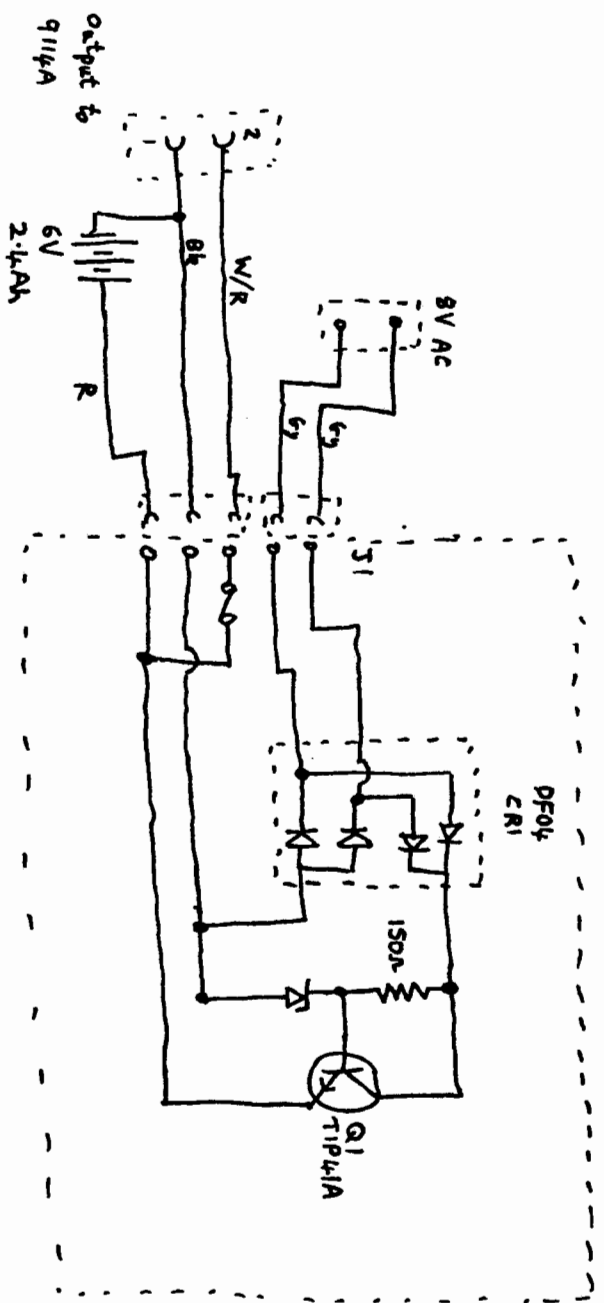 Output to
9114A
2
BK
W/R
6V
2.4Ah
R
8V AC
Gy
Gy
J1
DF04
CR1
150Ω
Q1
TIP41A